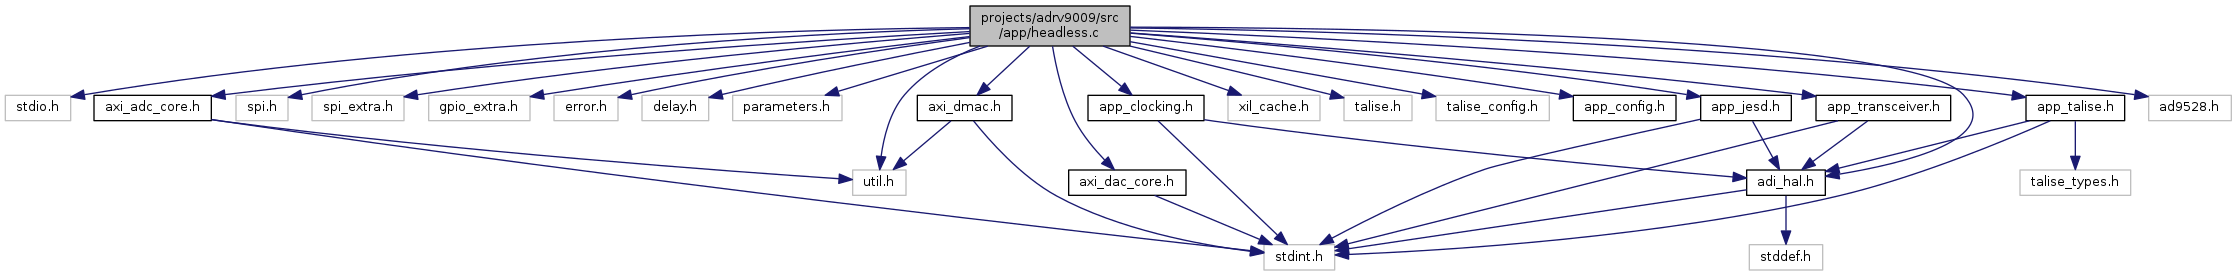 projects/adrv9009/src
/app/headless.c
stdio.h
axi_adc_core.h
spi.h
spi_extra.h
gpio_extra.h
error.h
delay.h
parameters.h
axi_dmac.h
app_clocking.h
xil_cache.h
talise.h
talise_config.h
app_config.h
app_jesd.h
app_transceiver.h
app_talise.h
ad9528.h
util.h
axi_dac_core.h
adi_hal.h
talise_types.h
stdint.h
stddef.h